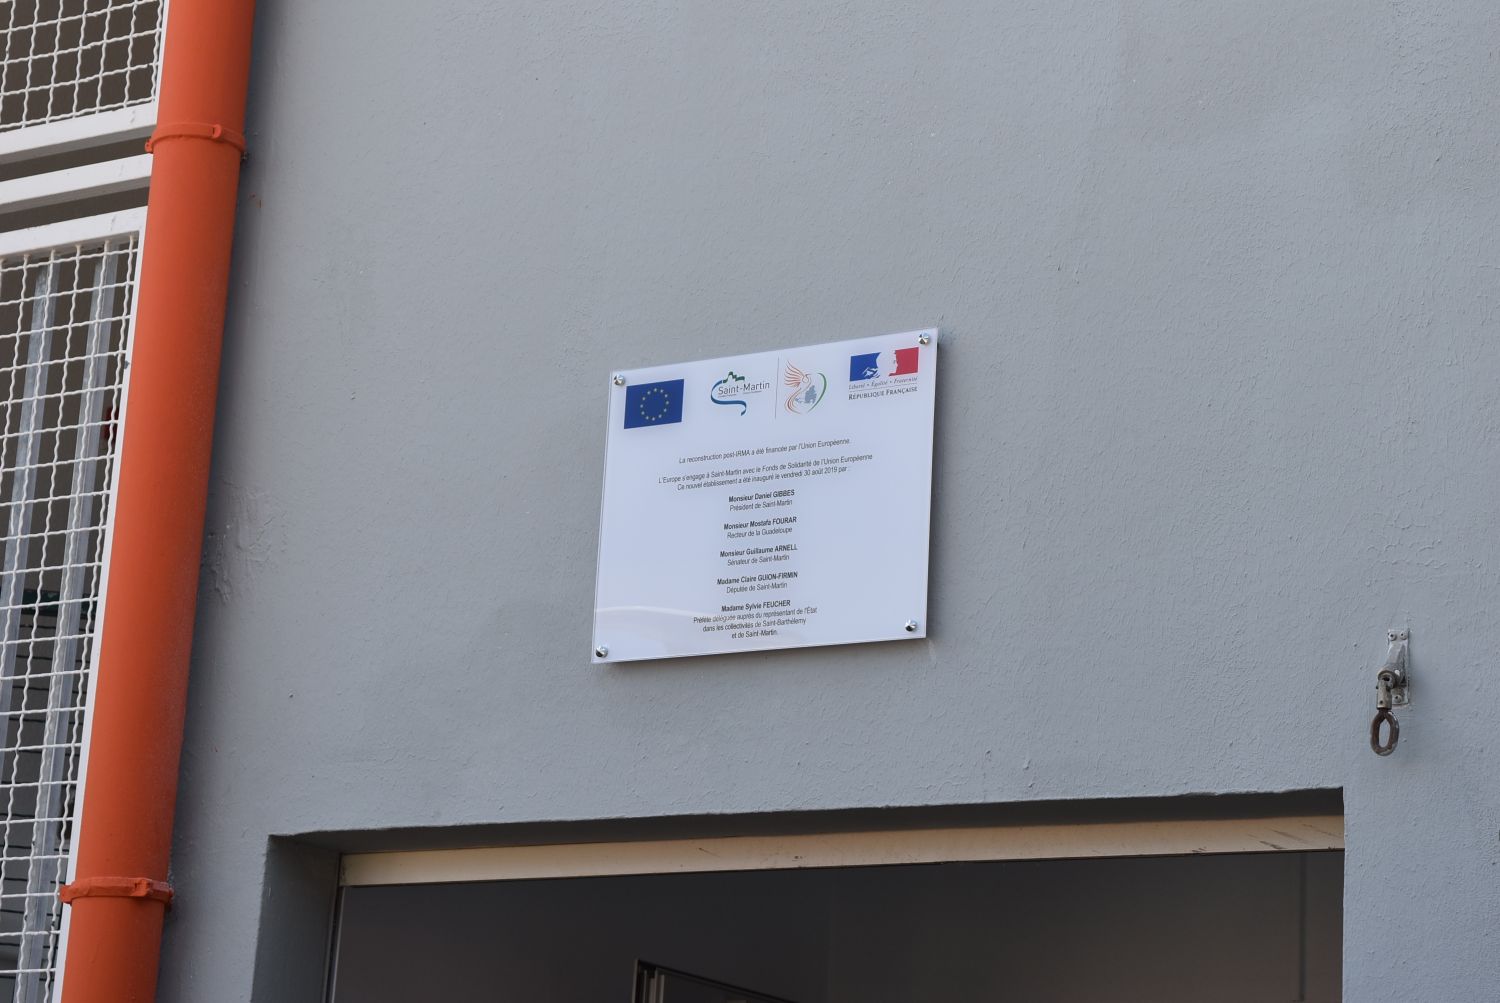 Saint-Martin
Liberté • Égalité • Fraternité
RÉPUBLIQUE FRANÇAISE
La reconstruction post-IRMA a été financée par l'Union Européenne.
L'Europe s'engage à Saint-Martin avec le Fonds de Solidarité de l'Union Européenne
Ce nouvel établissement a été inauguré le vendredi 30 août 2019 par :
Monsieur Daniel GIBBES
Président de Saint-Martin
Monsieur Mostafa FOURAR
Recteur de la Guadeloupe
Monsieur Guillaume ARNELL
Sénateur de Saint-Martin
Madame Claire GUION-FIRMIN
Députée de Saint-Martin
Madame Sylvie FEUCHER
Préfète déléguée auprès du représentant de l'État
dans les collectivités de Saint-Barthélemy
et de Saint-Martin.